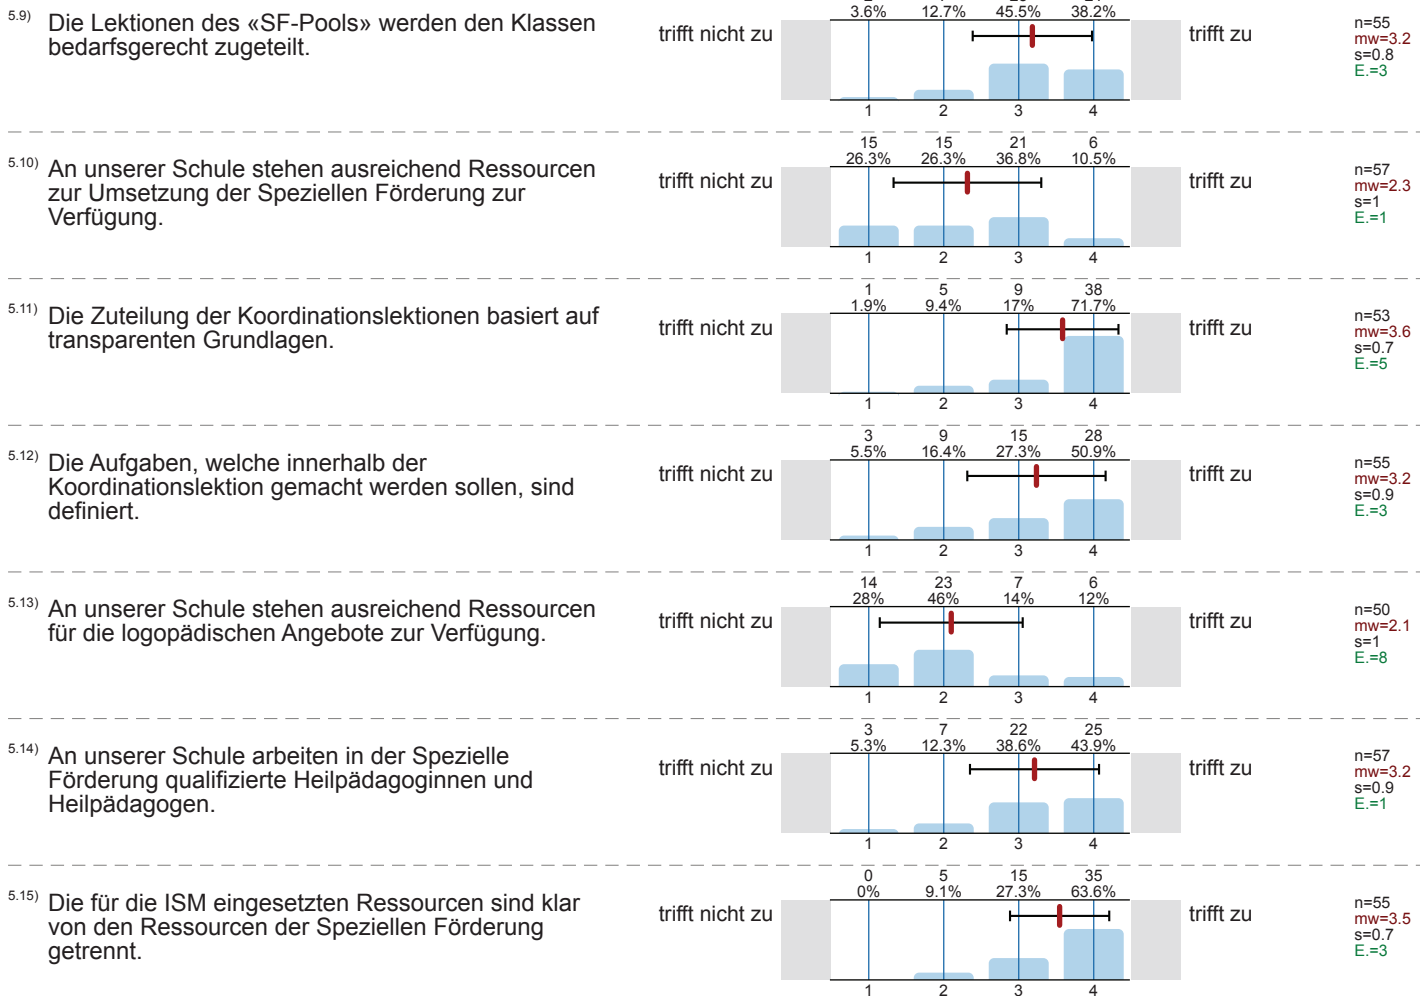 3.6% 12.7% 45.5% 38.2%
5.9) Die Lektionen des «SF-Pools» werden den Klassen
bedarfsgerecht zugeteilt.
trifft nicht zu
trifft zu
n=55
mw=3.2
s=0.8
E.=3
1 2 3 4
15 15 21 6
26.3% 26.3% 36.8% 10.5%
5.10) An unserer Schule stehen ausreichend Ressourcen
zur Umsetzung der Speziellen Förderung zur
Verfügung.
trifft nicht zu
trifft zu
n=57
mw=2.3
s=1
E.=1
1 2 3 4
1 5 9 38
1.9% 9.4% 17% 71.7%
5.11) Die Zuteilung der Koordinationslektionen basiert auf
transparenten Grundlagen.
trifft nicht zu
trifft zu
n=53
mw=3.6
s=0.7
E.=5
1 2 3 4
3 9 15 28
5.5% 16.4% 27.3% 50.9%
5.12) Die Aufgaben, welche innerhalb der
Koordinationslektion gemacht werden sollen, sind
definiert.
trifft nicht zu
trifft zu
n=55
mw=3.2
s=0.9
E.=3
1 2 3 4
14 23 7 6
28% 46% 14% 12%
5.13) An unserer Schule stehen ausreichend Ressourcen
für die logopädischen Angebote zur Verfügung.
trifft nicht zu
trifft zu
n=50
mw=2.1
s=1
E.=8
1 2 3 4
3 7 22 25
5.3% 12.3% 38.6% 43.9%
5.14) An unserer Schule arbeiten in der Spezielle
Förderung qualifizierte Heilpädagoginnen und
Heilpädagogen.
trifft nicht zu
trifft zu
n=57
mw=3.2
s=0.9
E.=1
1 2 3 4
0 5 15 35
0% 9.1% 27.3% 63.6%
5.15) Die für die ISM eingesetzten Ressourcen sind klar
von den Ressourcen der Speziellen Förderung
getrennt.
trifft nicht zu
trifft zu
n=55
mw=3.5
s=0.7
E.=3
1 2 3 4